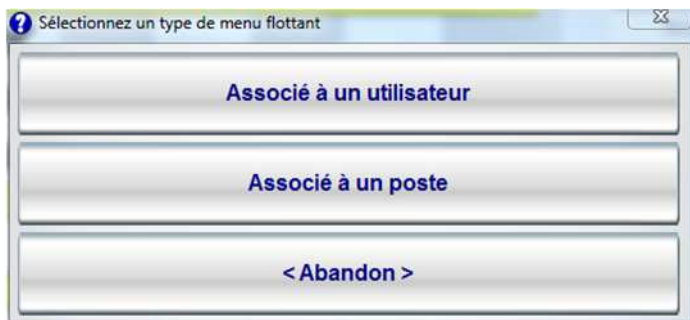 Sélectionnez un type de menu flottant
Associé à un utilisateur
Associé à un poste
< Abandon >